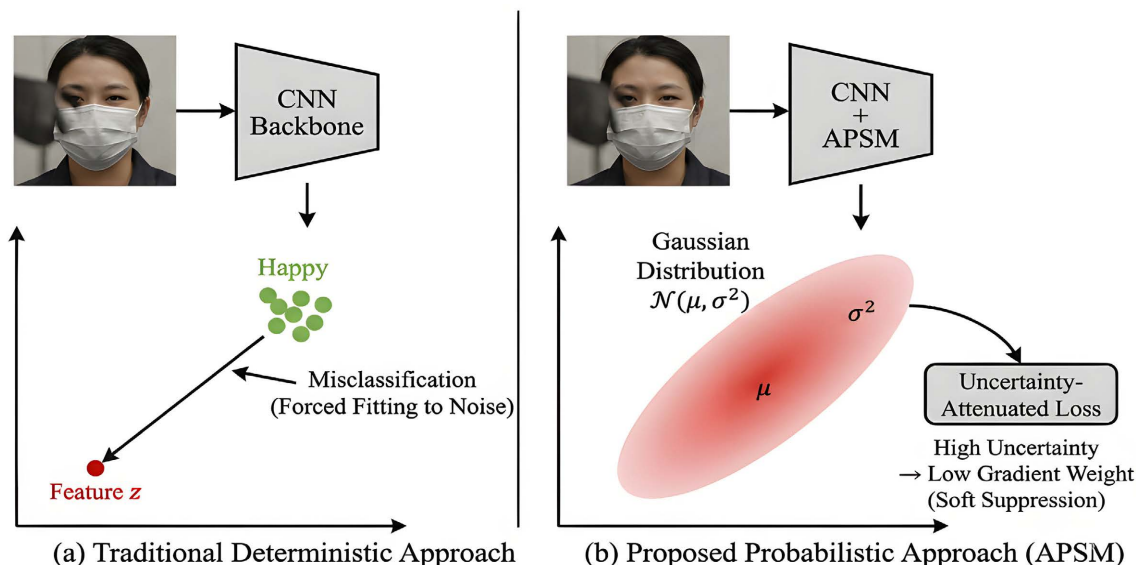 CNN
Backbone
Happy
Misclassification
(Forced Fitting to Noise)
Feature z
(a) Traditional Deterministic Approach
CNN
+
APSM
Gaussian
Distribution
𝒩(μ, σ²)
σ²
μ
Uncertainty-
Attenuated Loss
High Uncertainty
→ Low Gradient Weight
(Soft Suppression)
(b) Proposed Probabilistic Approach (APSM)